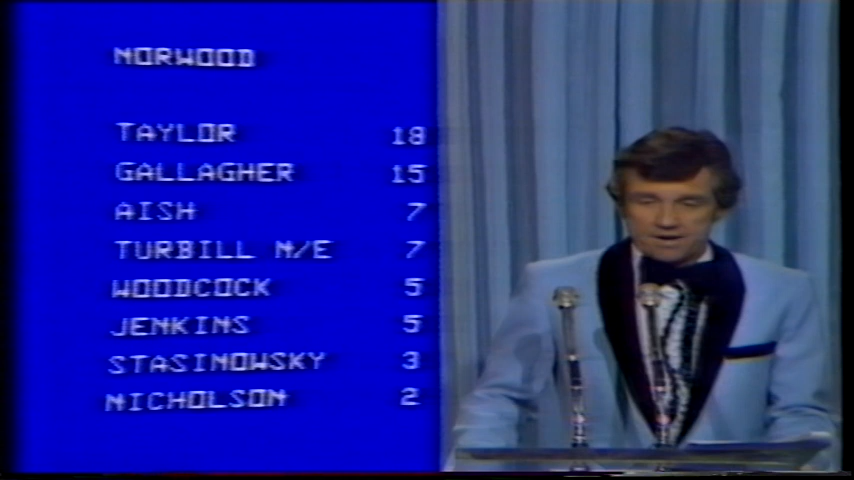 NORWOOD
TAYLOR 18
GALLAGHER 15
AISH 7
TURBILL N/E 7
WOODCOCK 5
JENKINS 5
STASINOWSKY 3
NICHOLSON 2